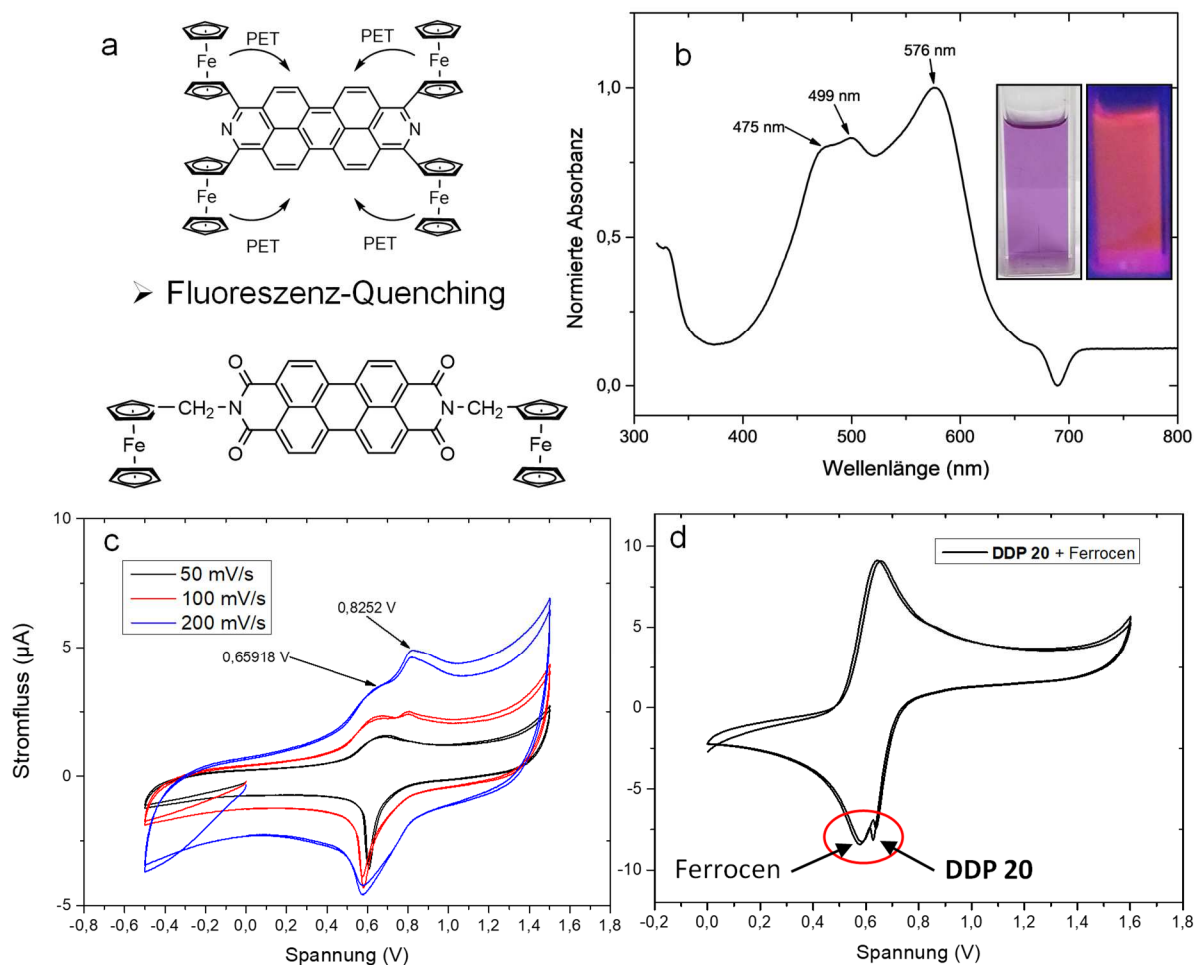 a
PET
PET
Fe
Fe
N
N
Fe
Fe
PET
PET
➢ Fluoreszenz-Quenching
O
O
CH2
N
N
CH2
Fe
O
O
Fe
b
576 nm
499 nm
475 nm
1,0
0,5
0,0
Normierte Absorbanz
300
400
500
600
700
800
Wellenlänge (nm)
c
50 mV/s
100 mV/s
200 mV/s
0,8252 V
0,65918 V
10
5
0
-5
Stromfluss (µA)
-0,8
-0,6
-0,4
-0,2
0,0
0,2
0,4
0,6
0,8
1,0
1,2
1,4
1,6
1,8
Spannung (V)
d
DDP 20 + Ferrocen
10
5
0
-5
-10
Ferrocen
DDP 20
-0,2
0,0
0,2
0,4
0,6
0,8
1,0
1,2
1,4
1,6
1,8
Spannung (V)